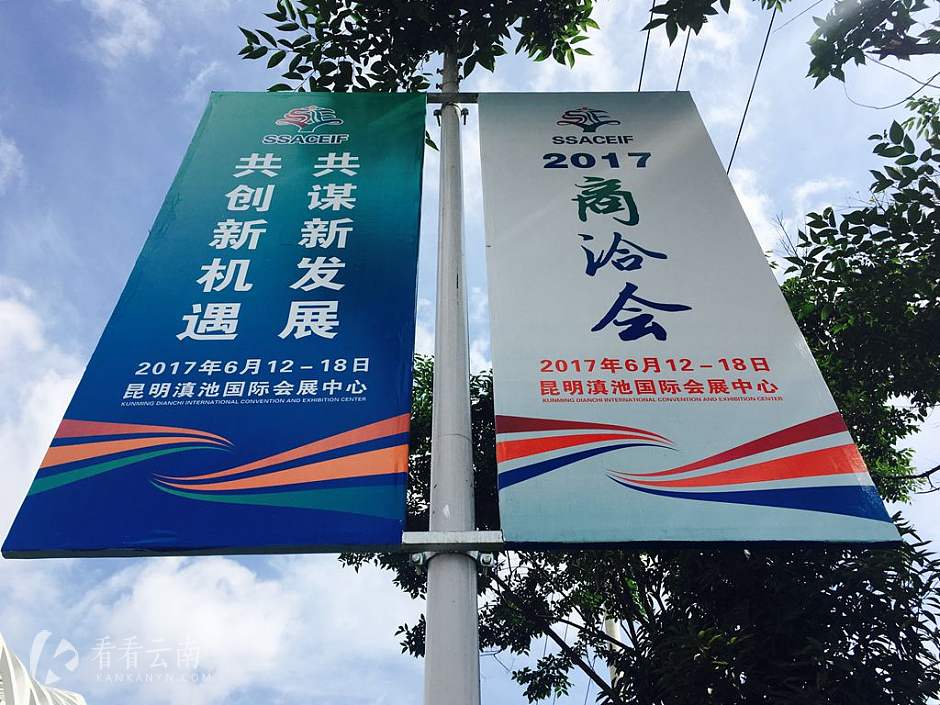 SSACEIF
共谋新发展
共创新机遇
2017年6月12－18日
昆明滇池国际会展中心
KUNMING DIANCHI INTERNATIONAL CONVENTION AND EXHIBITION CENTER
SSACEIF
2017
商洽会
2017年6月12－18日
昆明滇池国际会展中心
KUNMING DIANCHI INTERNATIONAL CONVENTION AND EXHIBITION CENTER
看看云南
KANKANYN.COM